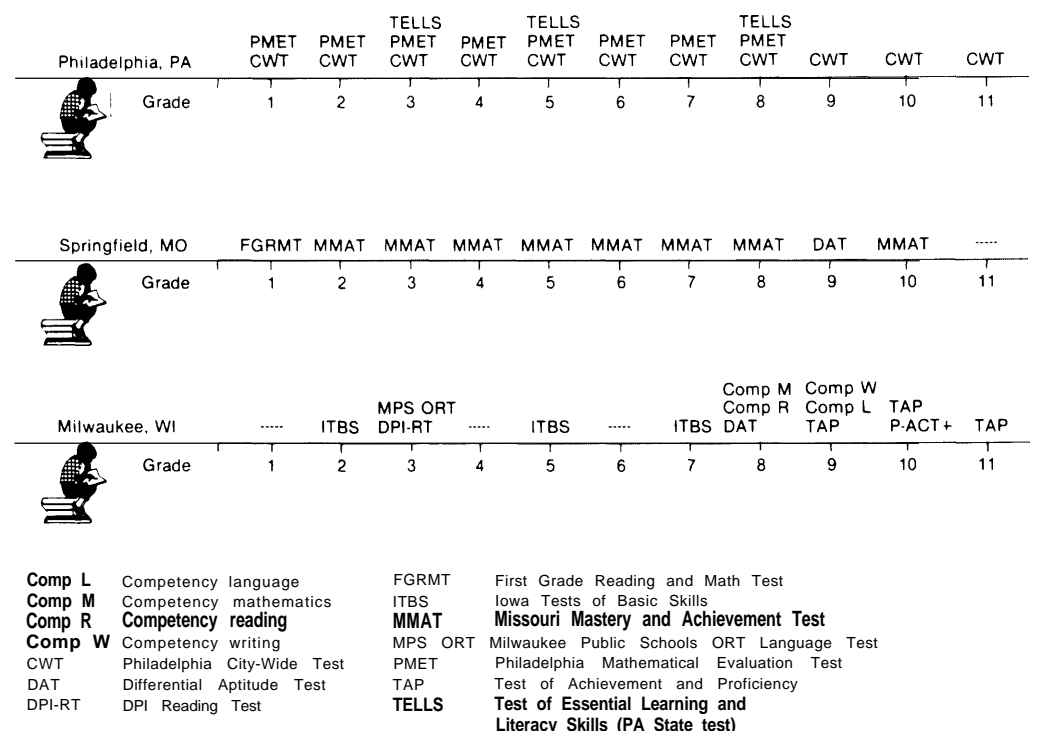 TELLS TELLS TELLS
PMET PMET PMET PMET PMET PMET PMET PMET
Philadelphia, PA CWT CWT CWT CWT CWT CWT CWT CWT CWT CWT CWT
Grade 1 2 3 4 5 6 7 8 9 10 11
Springfield, MO FGRMT MMAT MMAT MMAT MMAT MMAT MMAT MMAT DAT MMAT -----
Grade 1 2 3 4 5 6 7 8 9 10 11
Comp M Comp W
MPS ORT Comp R Comp L TAP
Milwaukee, WI ----- ITBS DPI-RT ----- ITBS ----- ITBS DAT TAP P-ACT+ TAP
Grade 1 2 3 4 5 6 7 8 9 10 11
Comp L Competency language
Comp M Competency mathematics
Comp R Competency reading
Comp W Competency writing
CWT Philadelphia City-Wide Test
DAT Differential Aptitude Test
DPI-RT DPI Reading Test
FGRMT First Grade Reading and Math Test
ITBS Iowa Tests of Basic Skills
MMAT Missouri Mastery and Achievement Test
MPS ORT Milwaukee Public Schools ORT Language Test
PMET Philadelphia Mathematical Evaluation Test
TAP Test of Achievement and Proficiency
TELLS Test of Essential Learning and
Literacy Skills (PA State test)